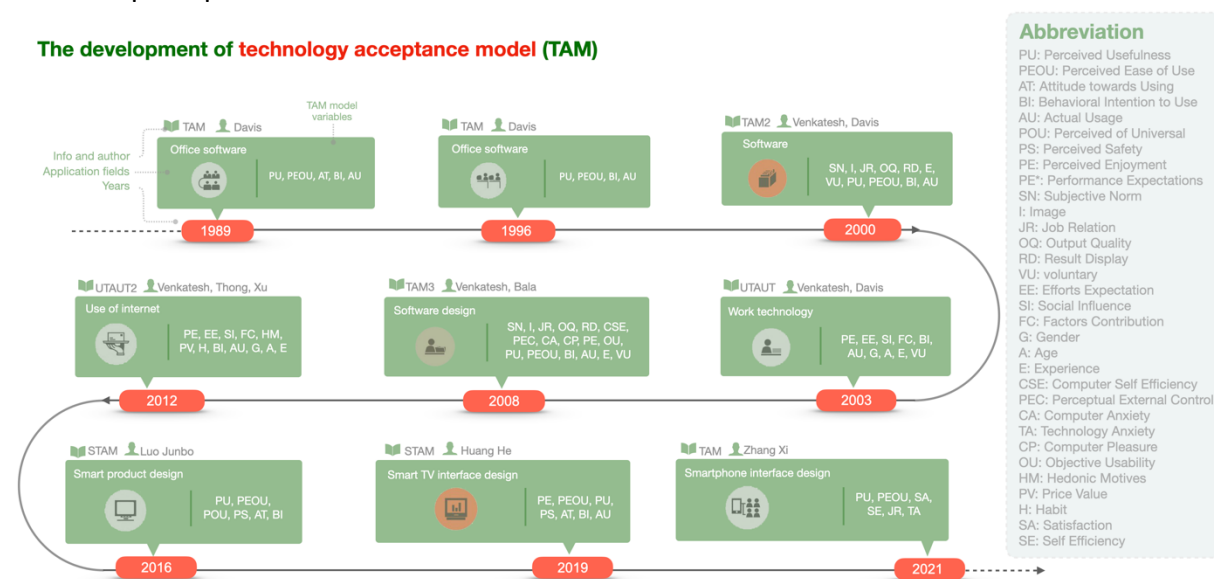 The development of technology acceptance model (TAM)
TAM model
variables
Info and author
Application fields
Years
TAM Davis
Office software
PU, PEOU, AT, BI, AU
1989
TAM Davis
Office software
PU, PEOU, BI, AU
1996
TAM2 Venkatesh, Davis
Software
SN, I, JR, OQ, RD, E,
VU, PU, PEOU, BI, AU
2000
UTAUT2 Venkatesh, Thong, Xu
Use of internet
PE, EE, SI, FC, HM,
PV, H, BI, AU, G, A, E
2012
TAM3 Venkatesh, Bala
Software design
SN, I, JR, OQ, RD, CSE,
PEC, CA, CP, PE, OU,
PU, PEOU, BI, AU, E, VU
2008
UTAUT Venkatesh, Davis
Work technology
PE, EE, SI, FC, BI,
AU, G, A, E, VU
2003
STAM Luo Junbo
Smart product design
PU, PEOU,
POU, PS, AT, BI
2016
STAM Huang He
Smart TV interface design
PE, PEOU, PU,
PS, AT, BI, AU
2019
TAM Zhang Xi
Smartphone interface design
PU, PEOU, SA,
SE, JR, TA
2021
Abbreviation
PU: Perceived Usefulness
PEOU: Perceived Ease of Use
AT: Attitude towards Using
BI: Behavioral Intention to Use
AU: Actual Usage
POU: Perceived of Universal
PS: Perceived Safety
PE: Perceived Enjoyment
PE*: Performance Expectations
SN: Subjective Norm
I: Image
JR: Job Relation
OQ: Output Quality
RD: Result Display
VU: voluntary
EE: Efforts Expectation
SI: Social Influence
FC: Factors Contribution
G: Gender
A: Age
E: Experience
CSE: Computer Self Efficiency
PEC: Perceptual External Control
CA: Computer Anxiety
TA: Technology Anxiety
CP: Computer Pleasure
OU: Objective Usability
HM: Hedonic Motives
PV: Price Value
H: Habit
SA: Satisfaction
SE: Self Efficiency